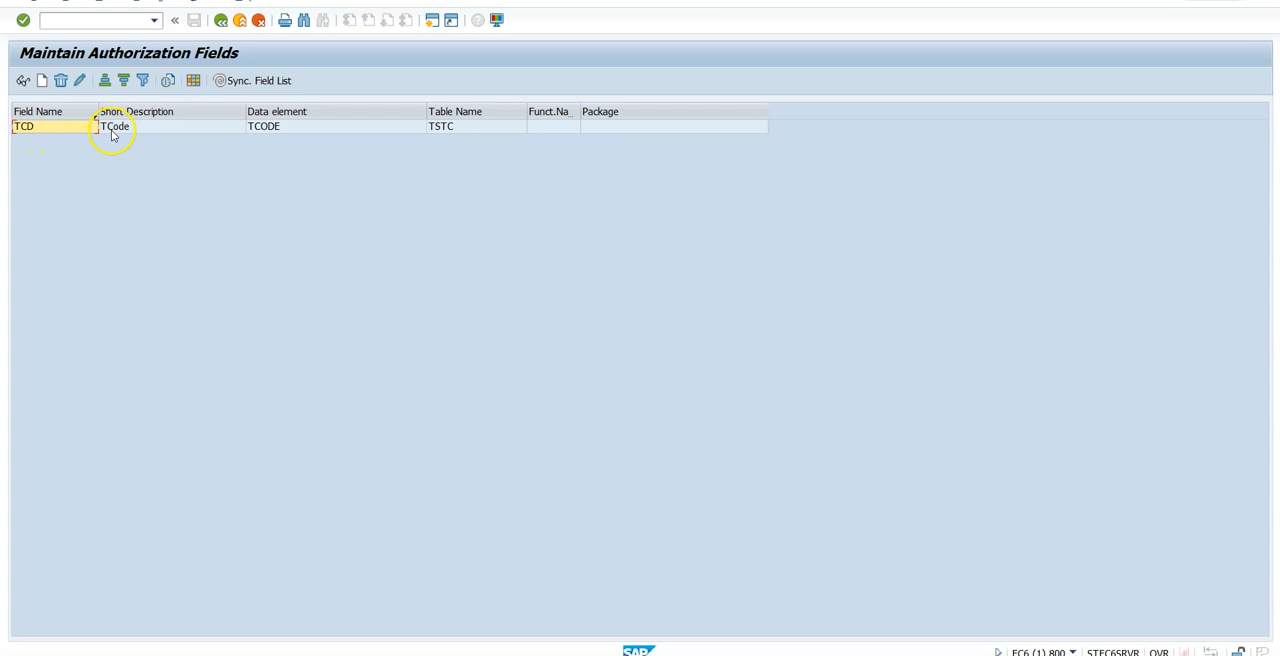 Maintain Authorization Fields
Sync. Field List
Field Name Short Description Data element Table Name Funct.Na.. Package
TCD TCode TCODE TSTC
SAP EC6 (1) 800 STEC6SRVR OVR